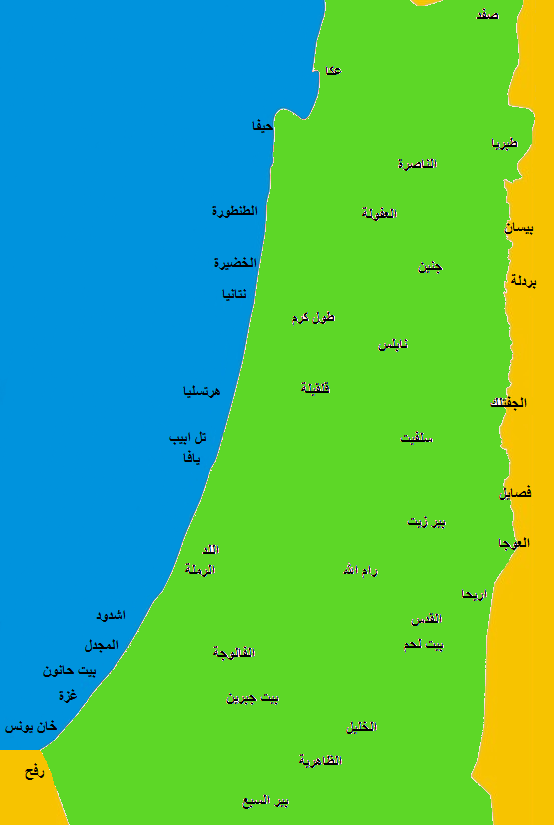 صفد
عكا
حيفا
طبريا
الناصرة
الطنطورة
العفولة
بيسان
الخضيرة
جنين
بردلة
نتانيا
طول كرم
نابلس
هرتسليا
قلقيلة
الجفتلك
تل ابيب
سلفيت
يافا
فصايل
بير زيت
العوجا
اللد
الرملة
رام الله
اريحا
اشدود
القدس
المجدل
بيت لحم
الفالوجة
بيت حانون
غزة
بيت جبرين
خان يونس
الخليل
الظاهرية
رفح
بير السبع